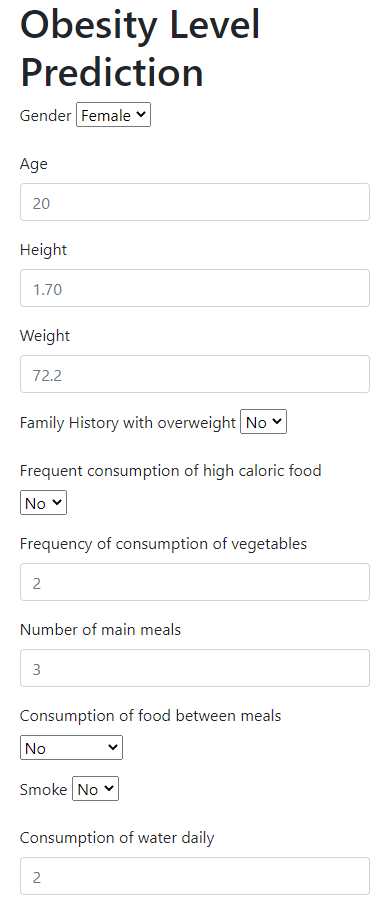 Obesity Level
Prediction
Gender Female
Age
20
Height
1.70
Weight
72.2
Family History with overweight No
Frequent consumption of high caloric food
No
Frequency of consumption of vegetables
2
Number of main meals
3
Consumption of food between meals
No
Smoke No
Consumption of water daily
2